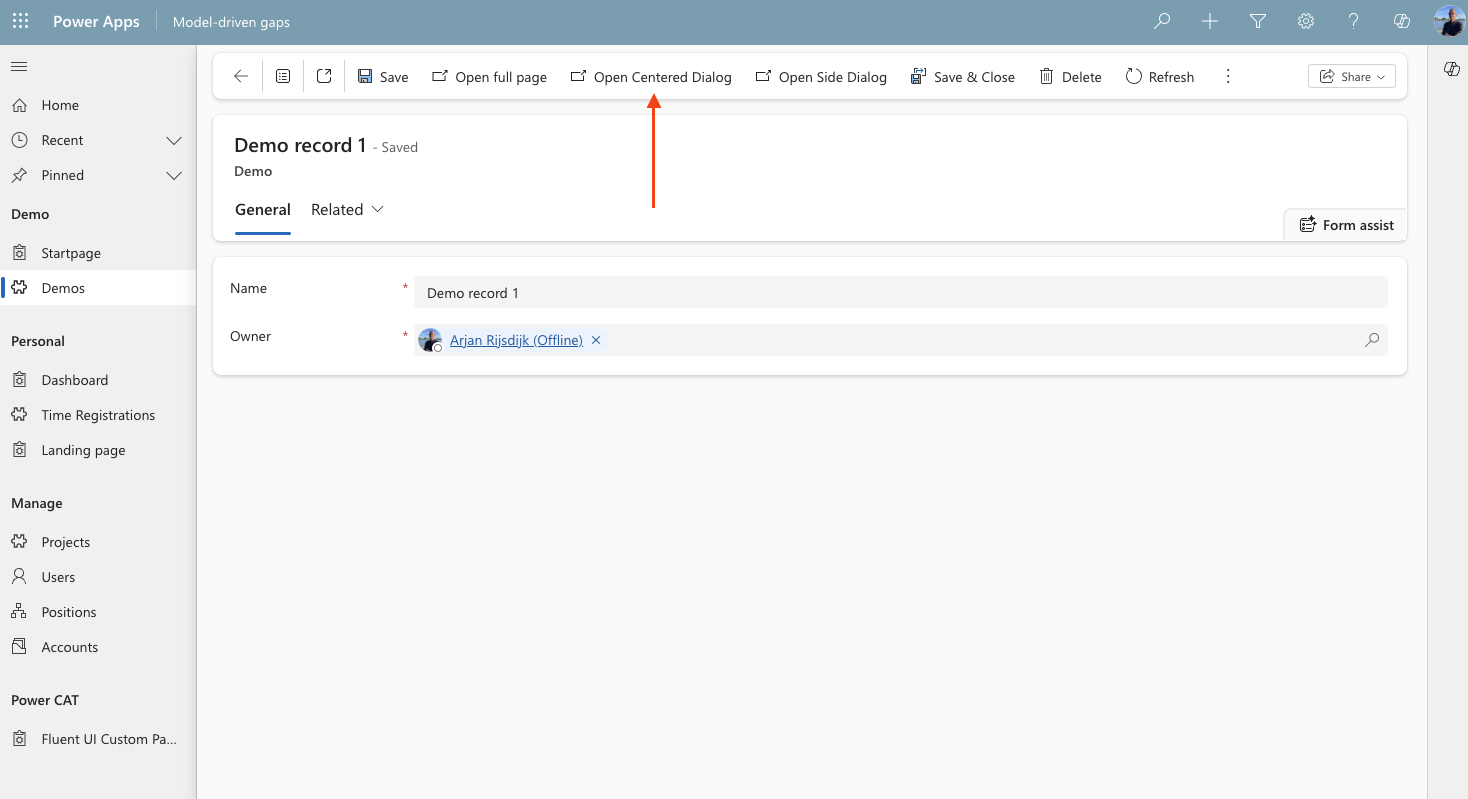 Power Apps
Model-driven gaps
Save
Open full page
Open Centered Dialog
Open Side Dialog
Save & Close
Delete
Refresh
Share
Home
Recent
Pinned
Demo
Startpage
Demos
Personal
Dashboard
Time Registrations
Landing page
Manage
Projects
Users
Positions
Accounts
Power CAT
Fluent UI Custom Pa...
Demo record 1 - Saved
Demo
General
Related
Form assist
Name * Demo record 1
Owner * Arjan Rijsdijk (Offline)